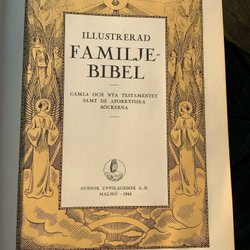 ILLUSTRERAD
FAMILJE-
BIBEL
GAMLA OCH NYA TESTAMENTET
SAMT DE APOKRYFISKA
BÖCKERNA
SVENSK UPPSLAGSBOK A.B.
MALMÖ - 1944